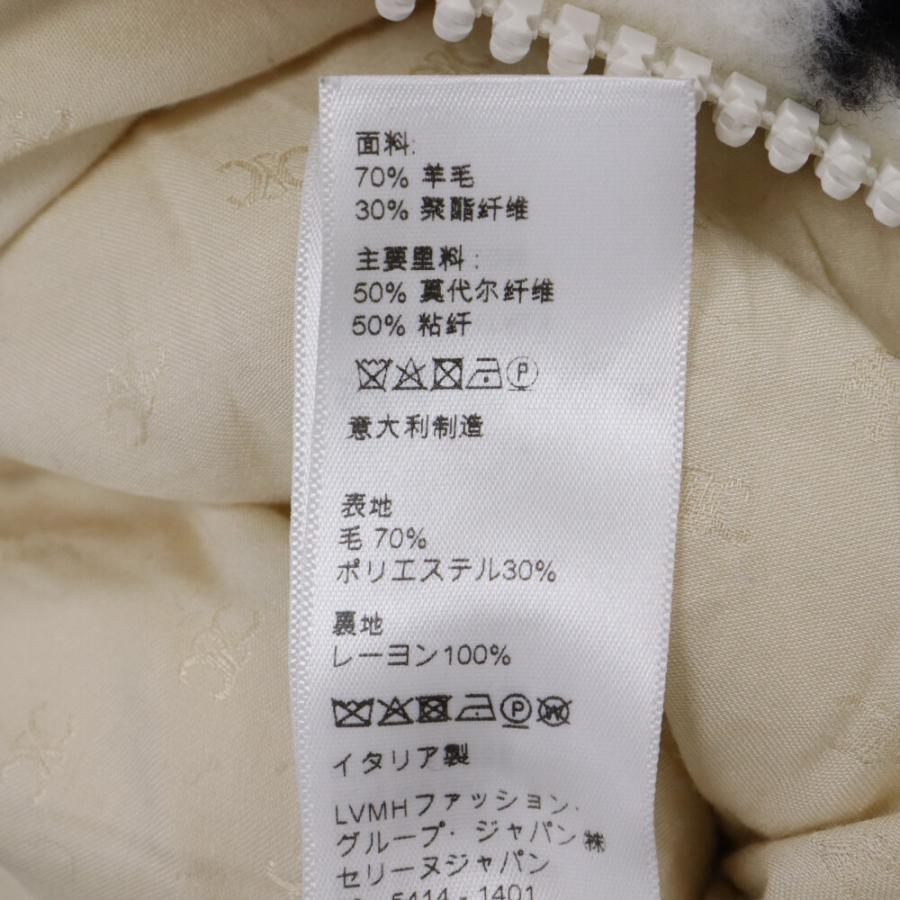 面料:
70% 羊毛
30% 聚酯纤维
主要里料:
50% 莫代尔纤维
50% 粘纤
P
意大利制造
表地
毛 70%
ポリエステル30%
裏地
レーヨン100%
P W
イタリア製
LVMHファッション・
グループ・ジャパン㈱
セリーヌジャパン
5414-1401